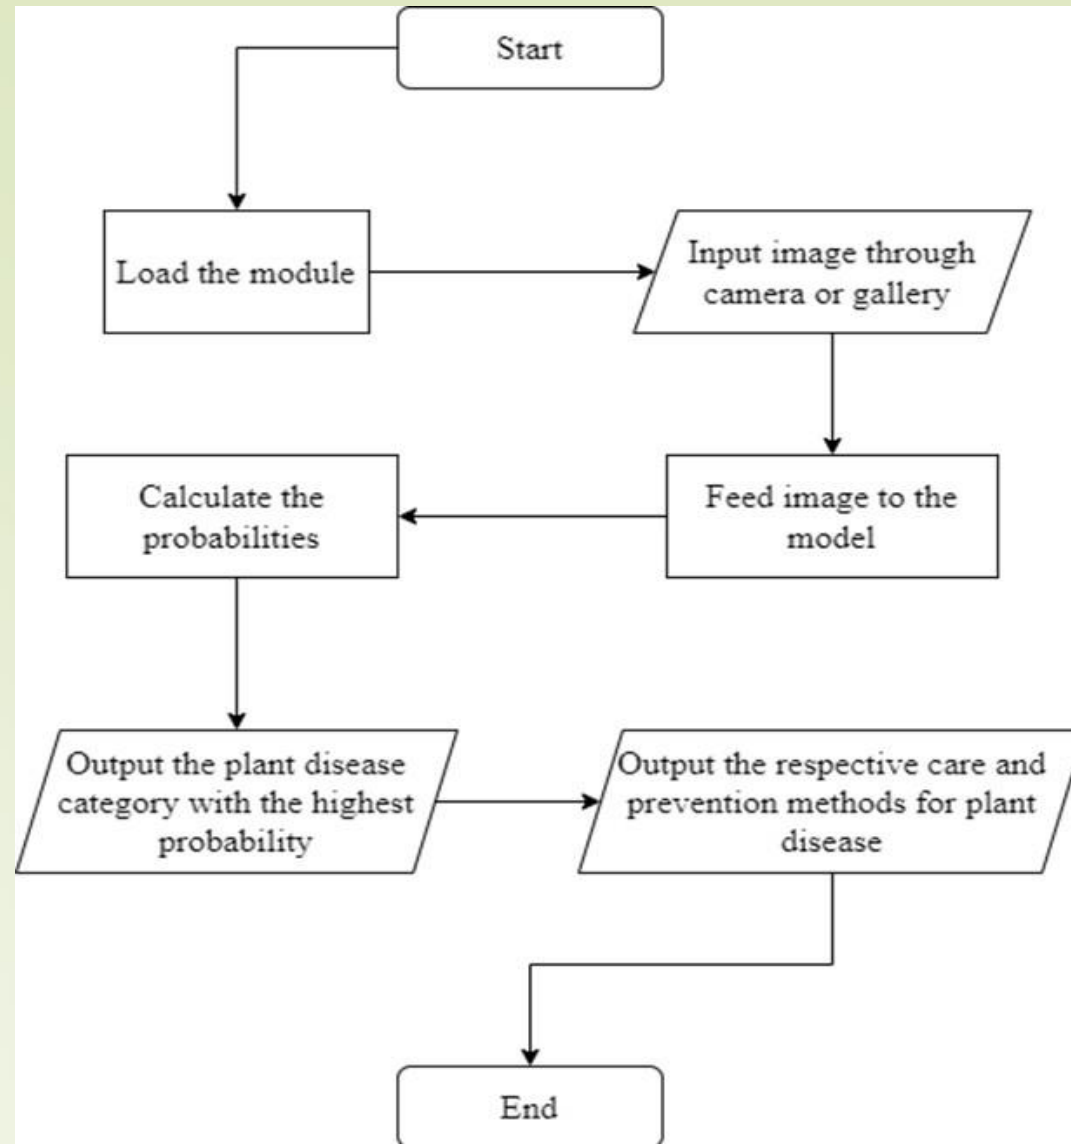 Start
Load the module
Input image through
camera or gallery
Feed image to the
model
Calculate the
probabilities
Output the plant disease
category with the highest
probability
Output the respective care and
prevention methods for plant
disease
End